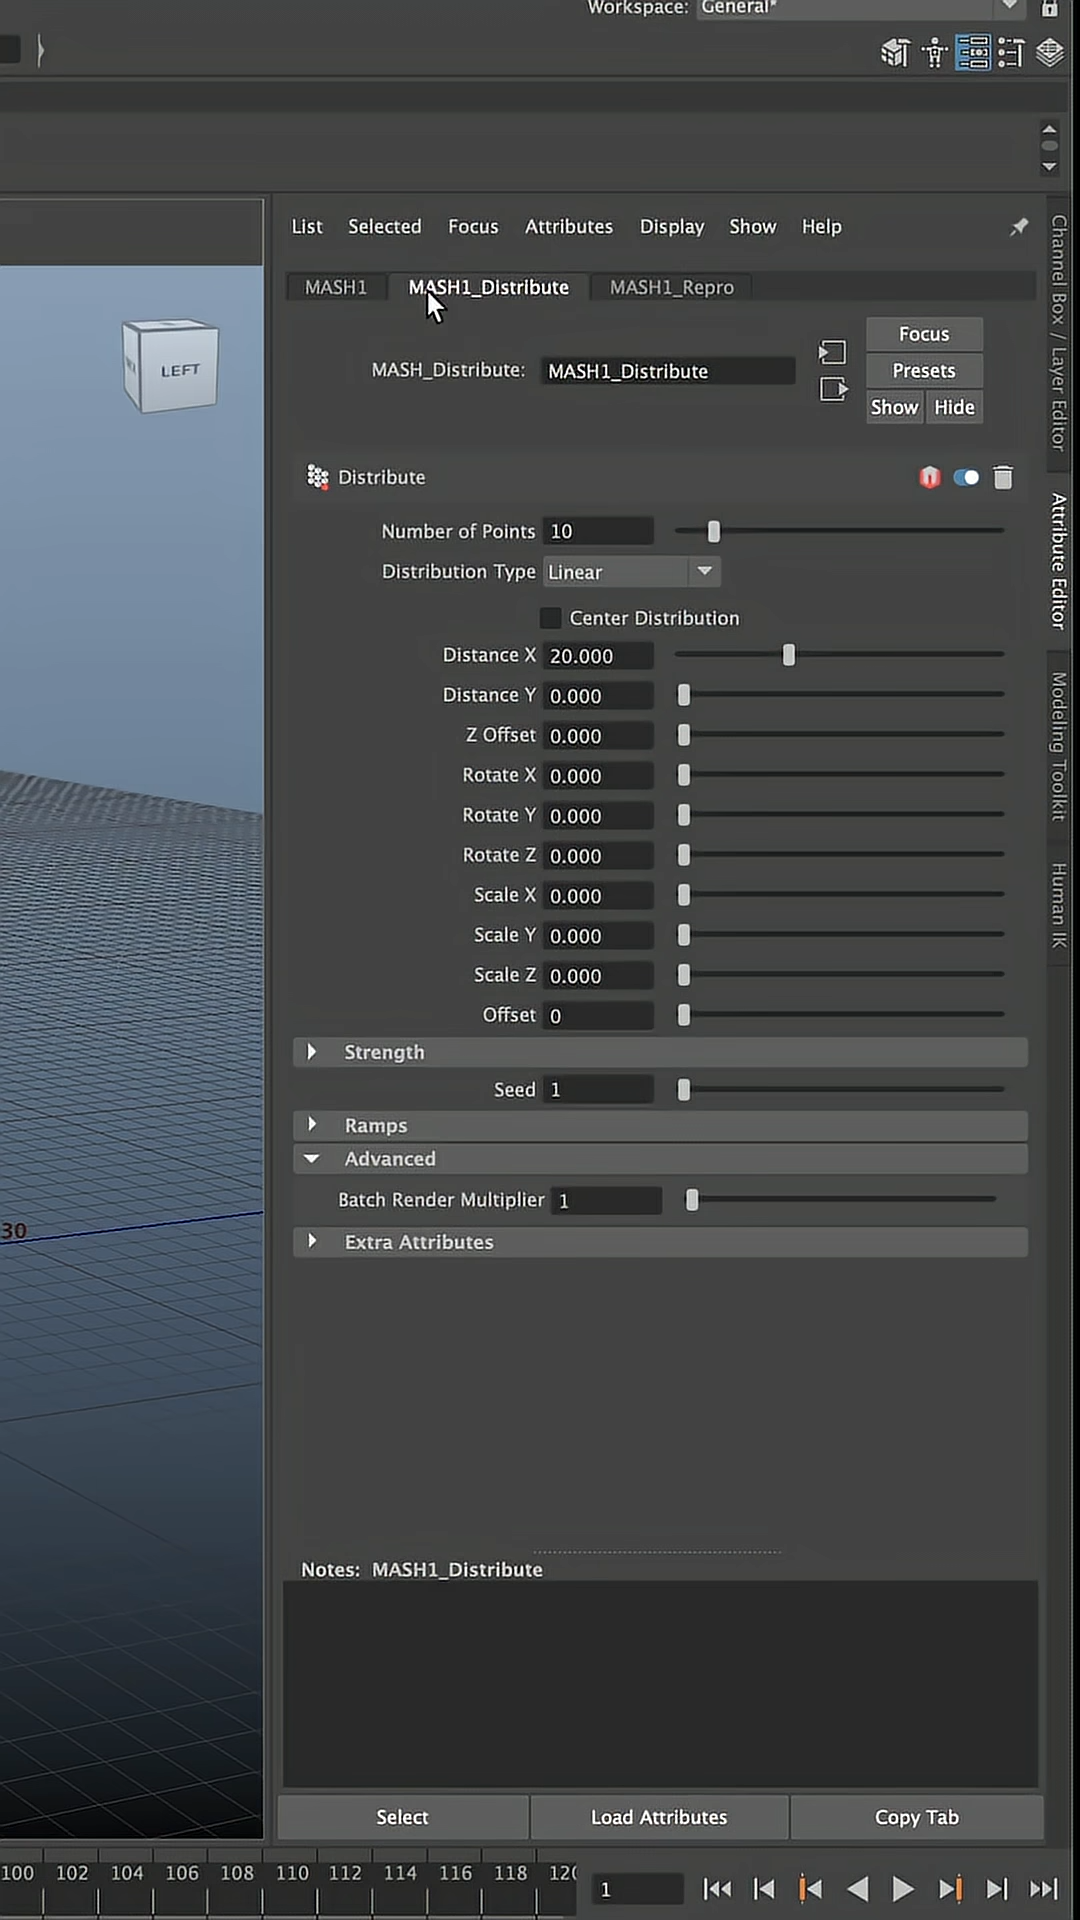 Workspace: General*
List Selected Focus Attributes Display Show Help
MASH1 MASH1_Distribute MASH1_Repro
MASH_Distribute: MASH1_Distribute
Focus
Presets
Show Hide
LEFT
Distribute
Number of Points 10
Distribution Type Linear
Center Distribution
Distance X 20.000
Distance Y 0.000
Z Offset 0.000
Rotate X 0.000
Rotate Y 0.000
Rotate Z 0.000
Scale X 0.000
Scale Y 0.000
Scale Z 0.000
Offset 0
Strength
Seed 1
Ramps
Advanced
Batch Render Multiplier 1
Extra Attributes
30
Notes: MASH1_Distribute
Select Load Attributes Copy Tab
100 102 104 106 108 110 112 114 116 118 120
1
Channel Box / Layer Editor
Attribute Editor
Modeling Toolkit
Human IK